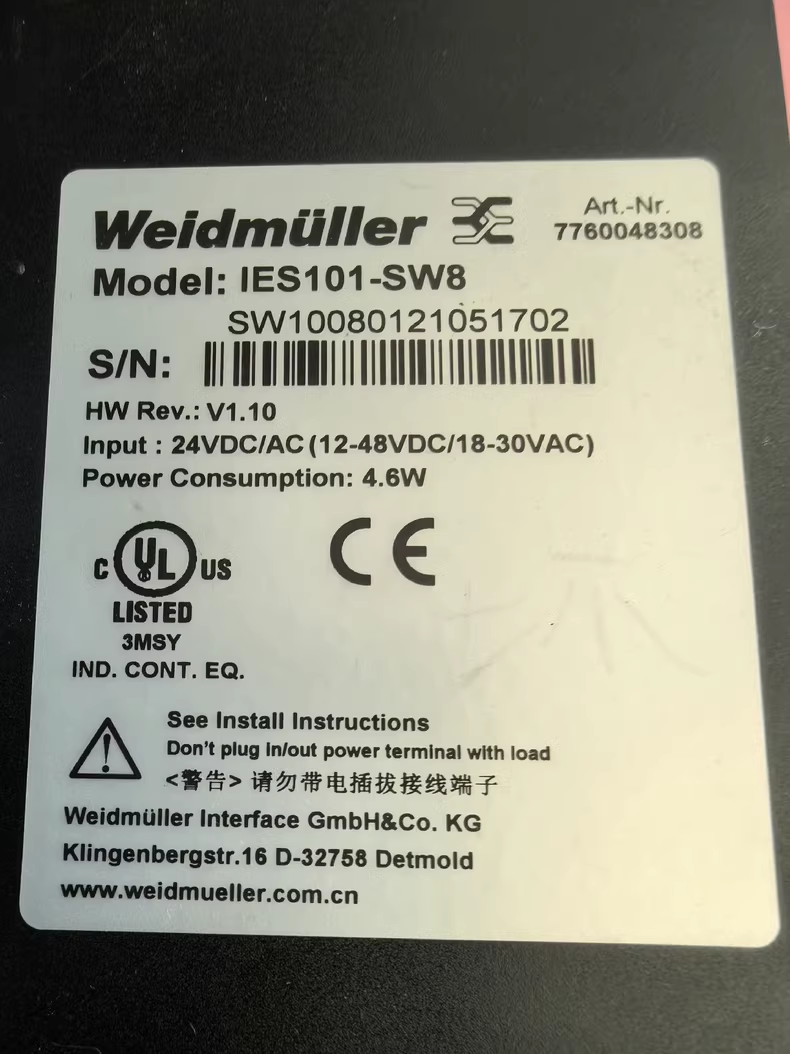 Weidmüller
Art.-Nr.
7760048308
Model: IES101-SW8
SW10080121051702
S/N:
HW Rev.: V1.10
Input : 24VDC/AC (12-48VDC/18-30VAC)
Power Consumption: 4.6W
C UL US
LISTED
3MSY
IND. CONT. EQ.
CE
See Install Instructions
Don't plug in/out power terminal with load
<警告> 请勿带电插拔接线端子
Weidmüller Interface GmbH&Co. KG
Klingenbergstr.16 D-32758 Detmold
www.weidmueller.com.cn